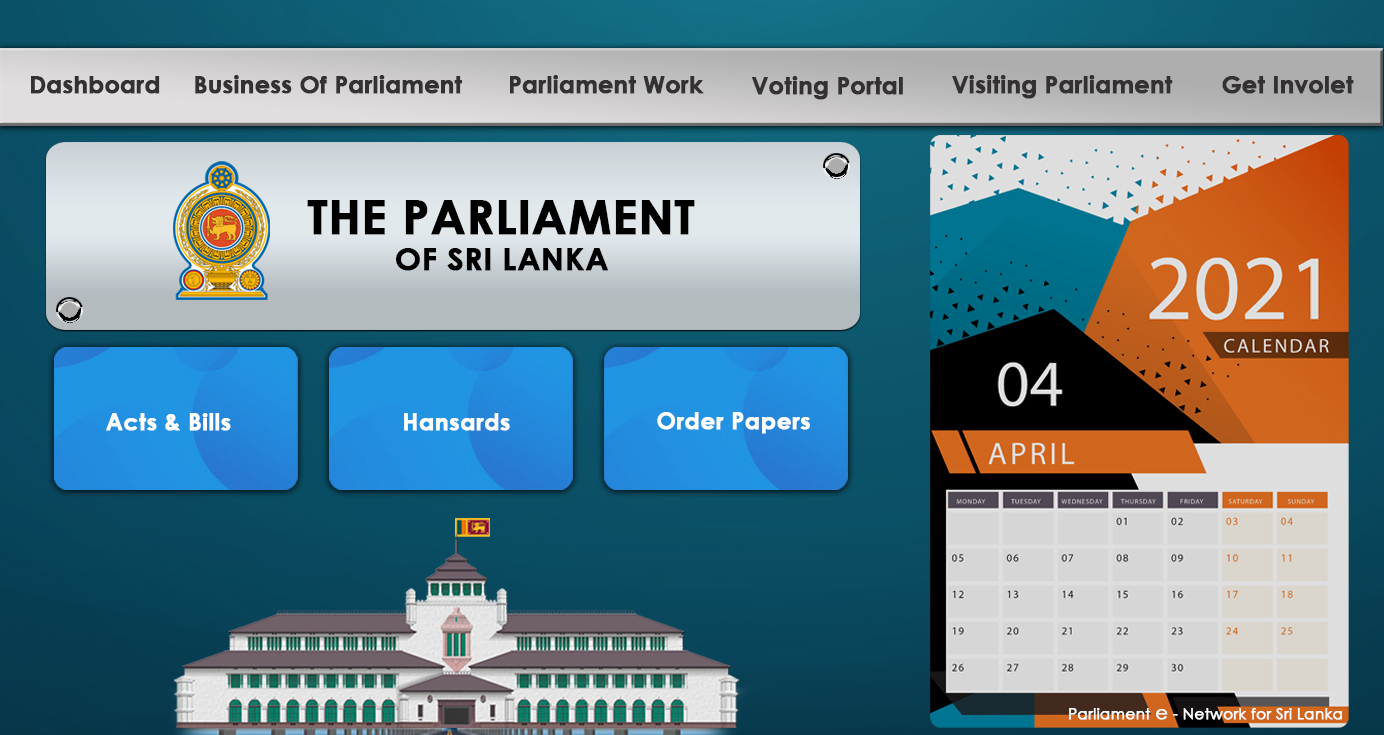 Dashboard Business Of Parliament Parliament Work Voting Portal Visiting Parliament Get Involet
THE PARLIAMENT
OF SRI LANKA
Acts & Bills Hansards Order Papers
2021
CALENDAR
04
APRIL
MONDAY TUESDAY WEDNESDAY THURSDAY FRIDAY SATURDAY SUNDAY
01 02 03 04
05 06 07 08 09 10 11
12 13 14 15 16 17 18
19 20 21 22 23 24 25
26 27 28 29 30
Parliament e - Network for Sri Lanka